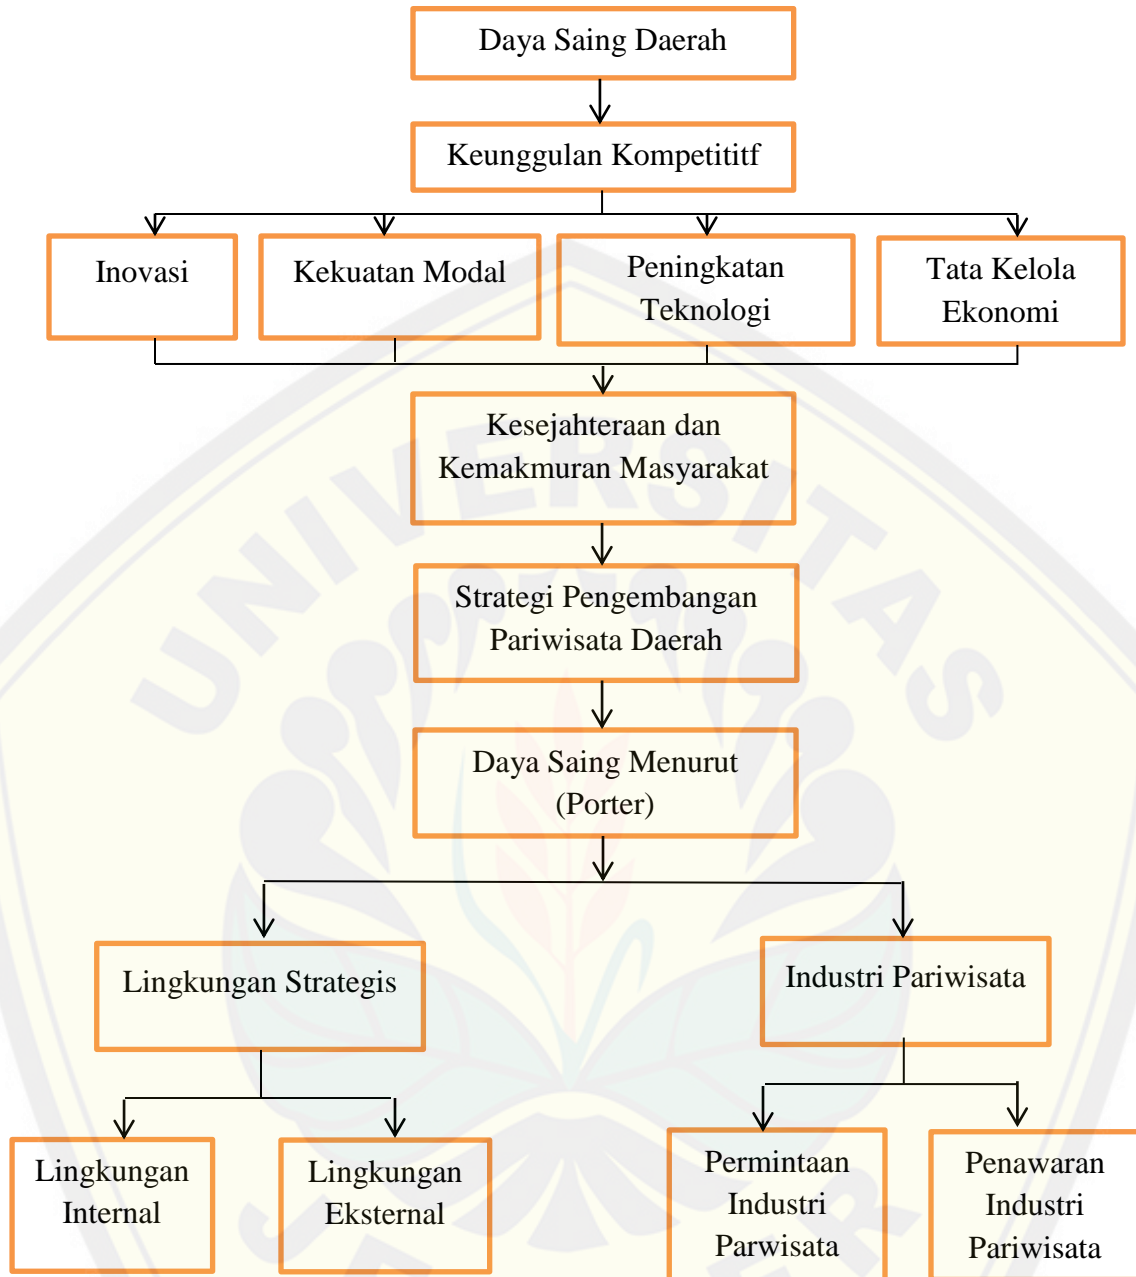 Daya Saing Daerah
Keunggulan Kompetititf
Inovasi
Kekuatan Modal
Peningkatan
Teknologi
Tata Kelola
Ekonomi
Kesejahteraan dan
Kemakmuran Masyarakat
Strategi Pengembangan
Pariwisata Daerah
Daya Saing Menurut
(Porter)
Lingkungan Strategis
Industri Pariwisata
Lingkungan
Internal
Lingkungan
Eksternal
Permintaan
Industri
Parwisata
Penawaran
Industri
Pariwisata
UNIVERSITAS